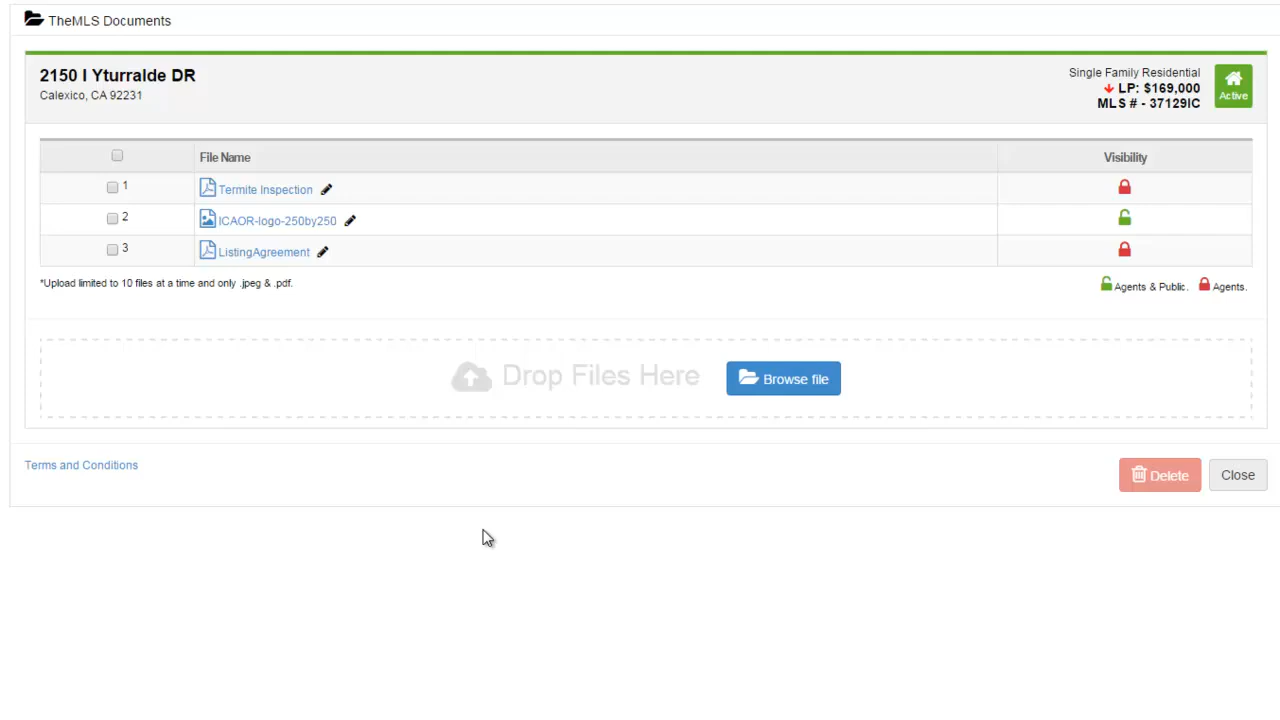 TheMLS Documents
2150 I Yturralde DR
Calexico, CA 92231
Single Family Residential
LP: $169,000
MLS # - 37129IC
Active
File Name Visibility
1 Termite Inspection
2 ICAOR-logo-250by250
3 ListingAgreement
*Upload limited to 10 files at a time and only .jpeg & .pdf.
Agents & Public. Agents.
Drop Files Here Browse file
Terms and Conditions
Delete Close